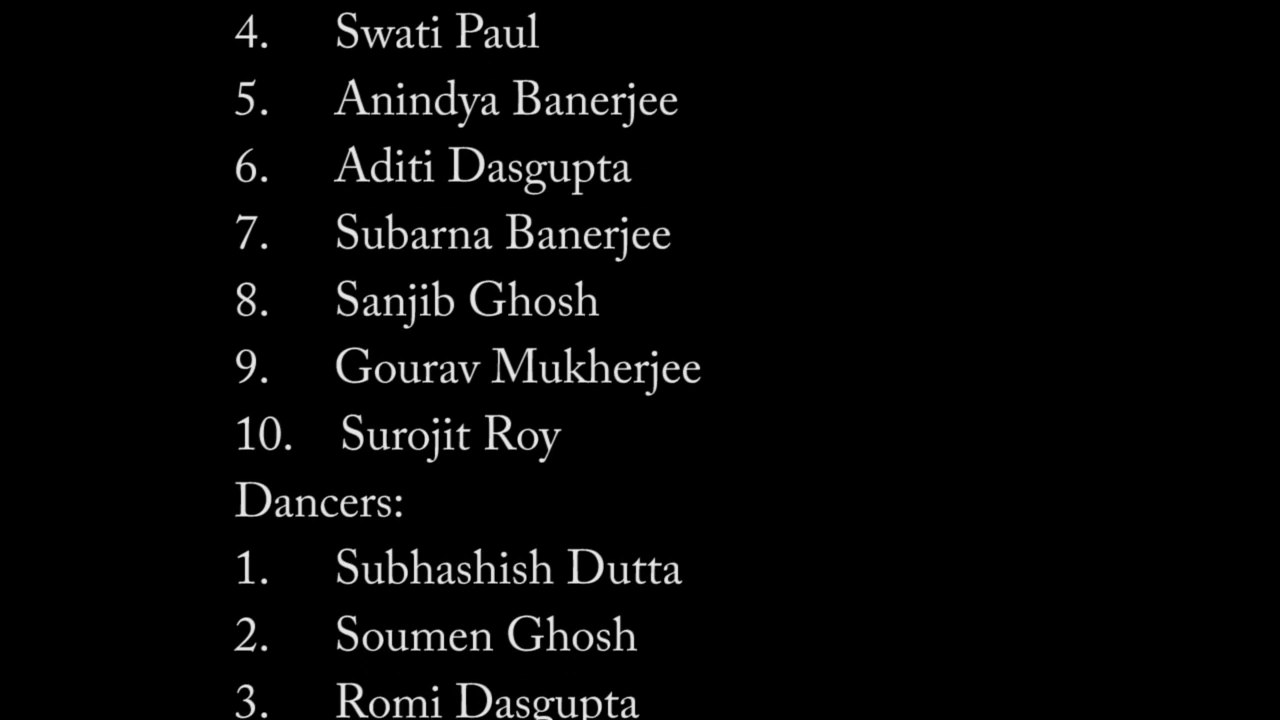 4. Swati Paul
5. Anindya Banerjee
6. Aditi Dasgupta
7. Subarna Banerjee
8. Sanjib Ghosh
9. Gourav Mukherjee
10. Surojit Roy
Dancers:
1. Subhashish Dutta
2. Soumen Ghosh
3. Romi Dasgupta